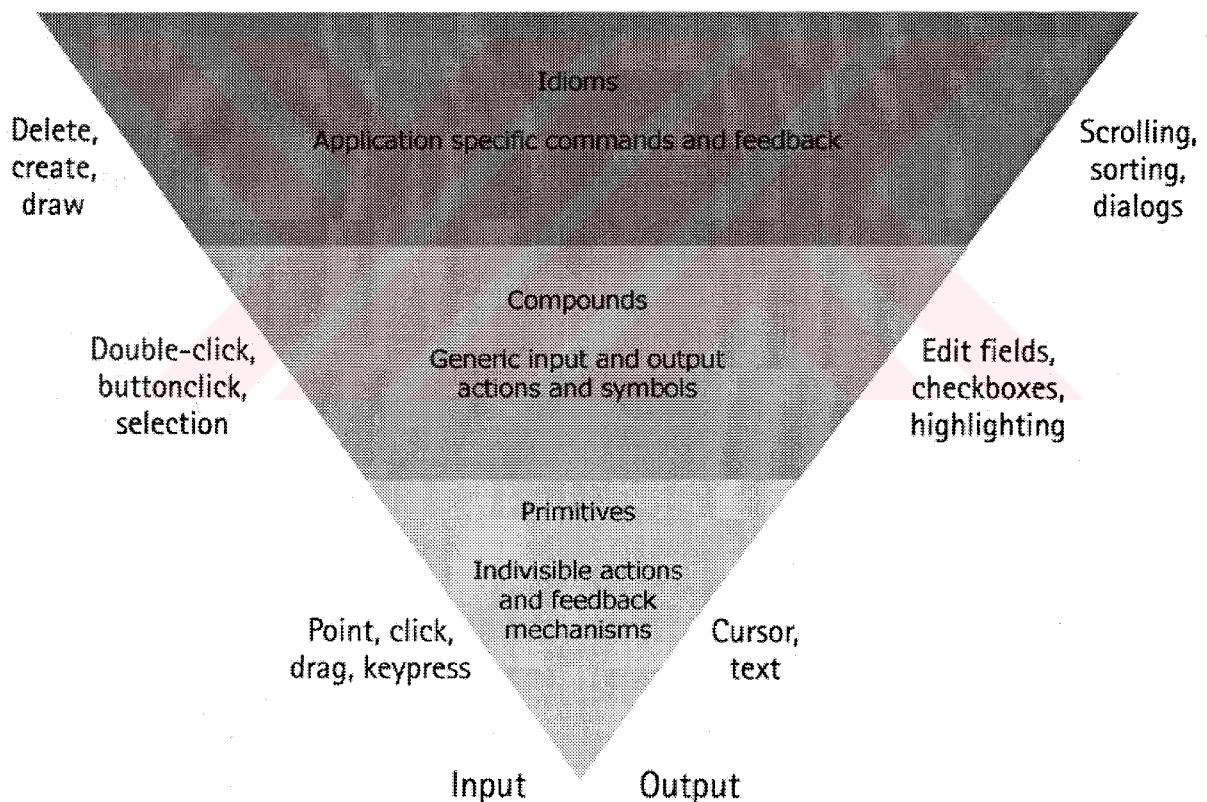 Idioms
Application specific commands and feedback
Delete,
create,
draw
Scrolling,
sorting,
dialogs
Compounds
Generic input and output
actions and symbols
Double-click,
buttonclick,
selection
Edit fields,
checkboxes,
highlighting
Primitives
Indivisible actions
and feedback
mechanisms
Point, click,
drag, keypress
Cursor,
text
Input
Output